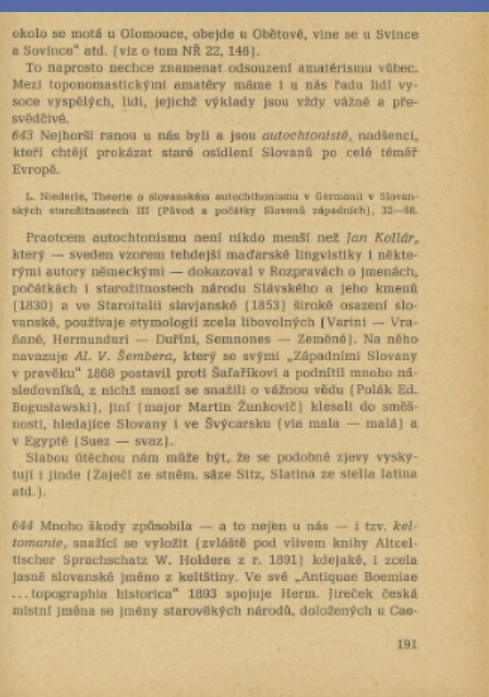 okolo se motá u Olomouce, obejde u Obětové, vine se u Svince
a Sovince“ atd. (viz o tom NŘ 22, 146).
To naprosto nechce znamenat odsouzení amatérismu vůbec.
Mezi toponomastickými amatéry máme i u nás řadu lidí vy-
soce vyspělých, lidí, jejichž výklady jsou vždy vážné a pře-
svědčivé.
643 Nejhorší ranou u nás byli a jsou autochtonisté, nadšenci,
kteří chtějí prokázat staré osídlení Slovanů po celé téměř
Evropě.
L. Niederle, Theorie o slovanském autochthonismu v Germanii v Slovan-
ských starožitnostech III (Původ a počátky Slovanů západních), 32—68.
Praotcem autochtonismu není nikdo menší než Jan Kollár,
který — sveden vzorem tehdejší maďarské lingvistiky i někte-
rými autory německými — dokazoval v Rozpravách o jmenách,
počátkách i starožitnostech národu Slávského a jeho kmenů
(1830) a ve Staroitalii slavjanské (1853) široké osazení slo-
vanské, používaje etymologií zcela libovolných (Varini — Vra-
ňané, Hermunduri — Duříni, Semnones — Zeměné). Na něho
navazuje Al. V. Šembera, který se svými „Západními Slovany
v pravěku“ 1868 postavil proti Šafaříkovi a podnítil mnoho ná-
sledovníků, z nichž mnozí se snažili o vážnou vědu (Polák Ed.
Bogusławski), jiní (major Martin Žunkovič) klesali do směš-
nosti, hledajíce Slovany i ve Švýcarsku (via mala — malá) a
v Egyptě (Suez — svaz).
Slabou útěchou nám může být, že se podobné zjevy vysky-
tují i jinde (Zaječí ze stněm. sâze Sitz, Slatina ze stella latina
atd.).
644 Mnoho škody způsobila — a to nejen u nás — i tzv. kel-
tomanie, snažící se vyložit (zvláště pod vlivem knihy Altcel-
tischer Sprachschatz W. Holdera z r. 1891) kdejaké, i zcela
jasně slovanské jméno z keltštiny. Ve své „Antiquae Boemiae
...topographia historica“ 1893 spojuje Herm. Jireček česká
místní jména se jmény starověkých národů, doložených u Cae-
191